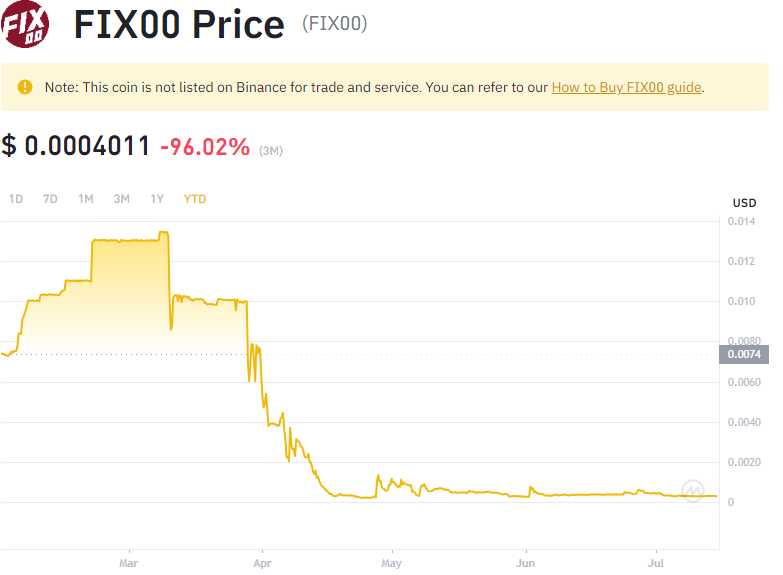 FIX
00
FIX00 Price (FIX00)
Note: This coin is not listed on Binance for trade and service. You can refer to our How to Buy FIX00 guide.
$ 0.0004011 -96.02% (3M)
1D 7D 1M 3M 1Y YTD
USD
0.014
0.012
0.010
0.0080
0.0074
0.0060
0.0040
0.0020
0
Mar Apr May Jun Jul